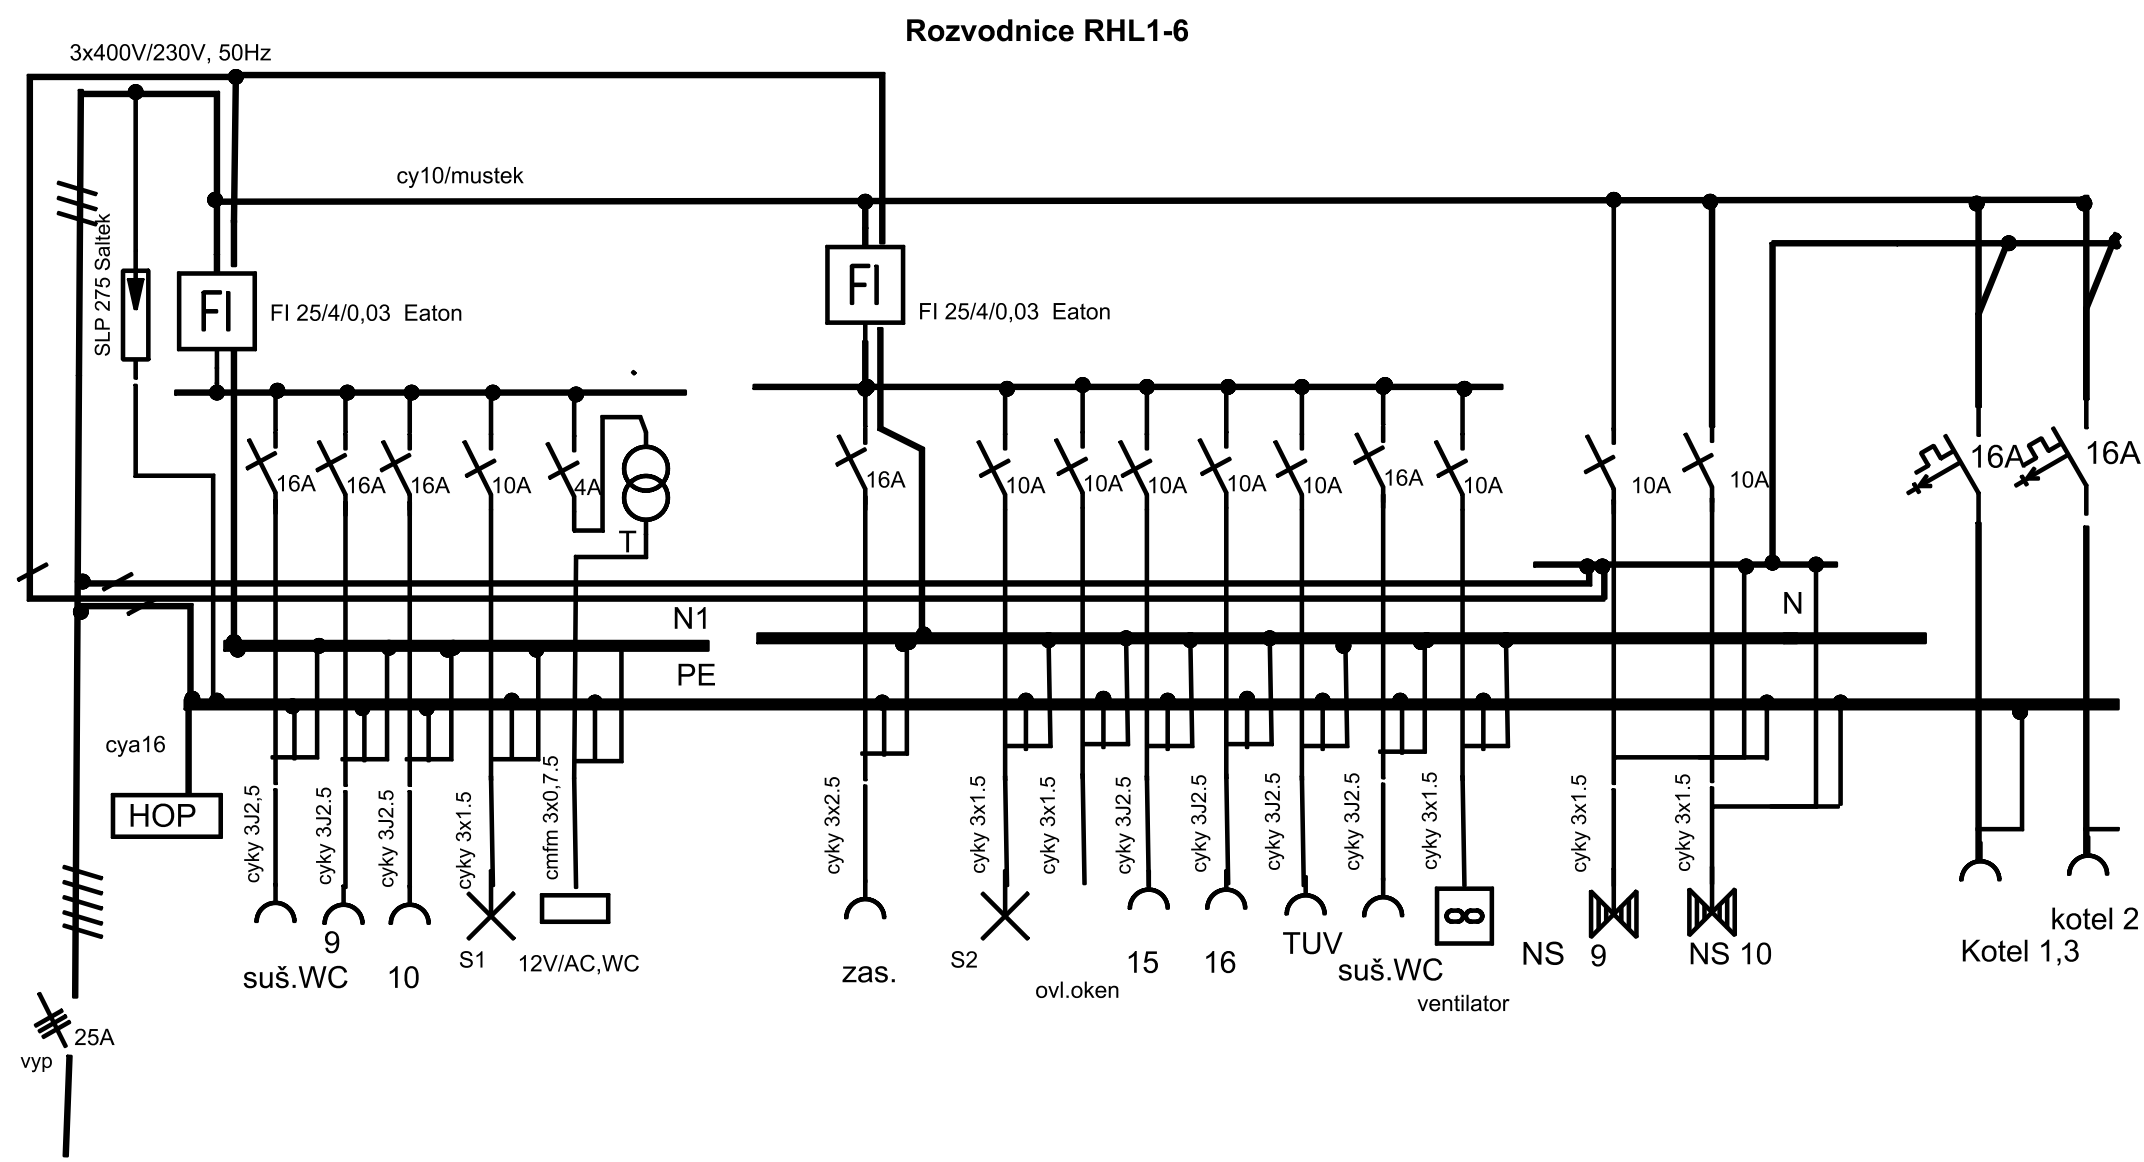 Rozvodnice RHL1-6
3x400V/230V, 50Hz
cy10/mustek
SLP 275 Saltek
FI
FI 25/4/0,03 Eaton
FI
FI 25/4/0,03 Eaton
16A
16A
16A
10A
4A
T
16A
10A
10A
10A
10A
10A
16A
10A
10A
10A
16A
16A
N1
PE
N
cya16
HOP
cyky 3J2,5
cyky 3J2.5
cyky 3J2.5
cyky 3x1.5
cmfm 3x0,7.5
cyky 3x2.5
cyky 3x1.5
cyky 3x1.5
cyky 3J2.5
cyky 3J2.5
cyky 3J2.5
cyky 3J2.5
cyky 3x1.5
cyky 3x1.5
cyky 3x1.5
9
suš.WC
10
S1
12V/AC,WC
zas.
S2
ovl.oken
15
16
TUV
suš.WC
ventilator
NS 9
NS 10
Kotel 1,3
kotel 2
25A
vyp